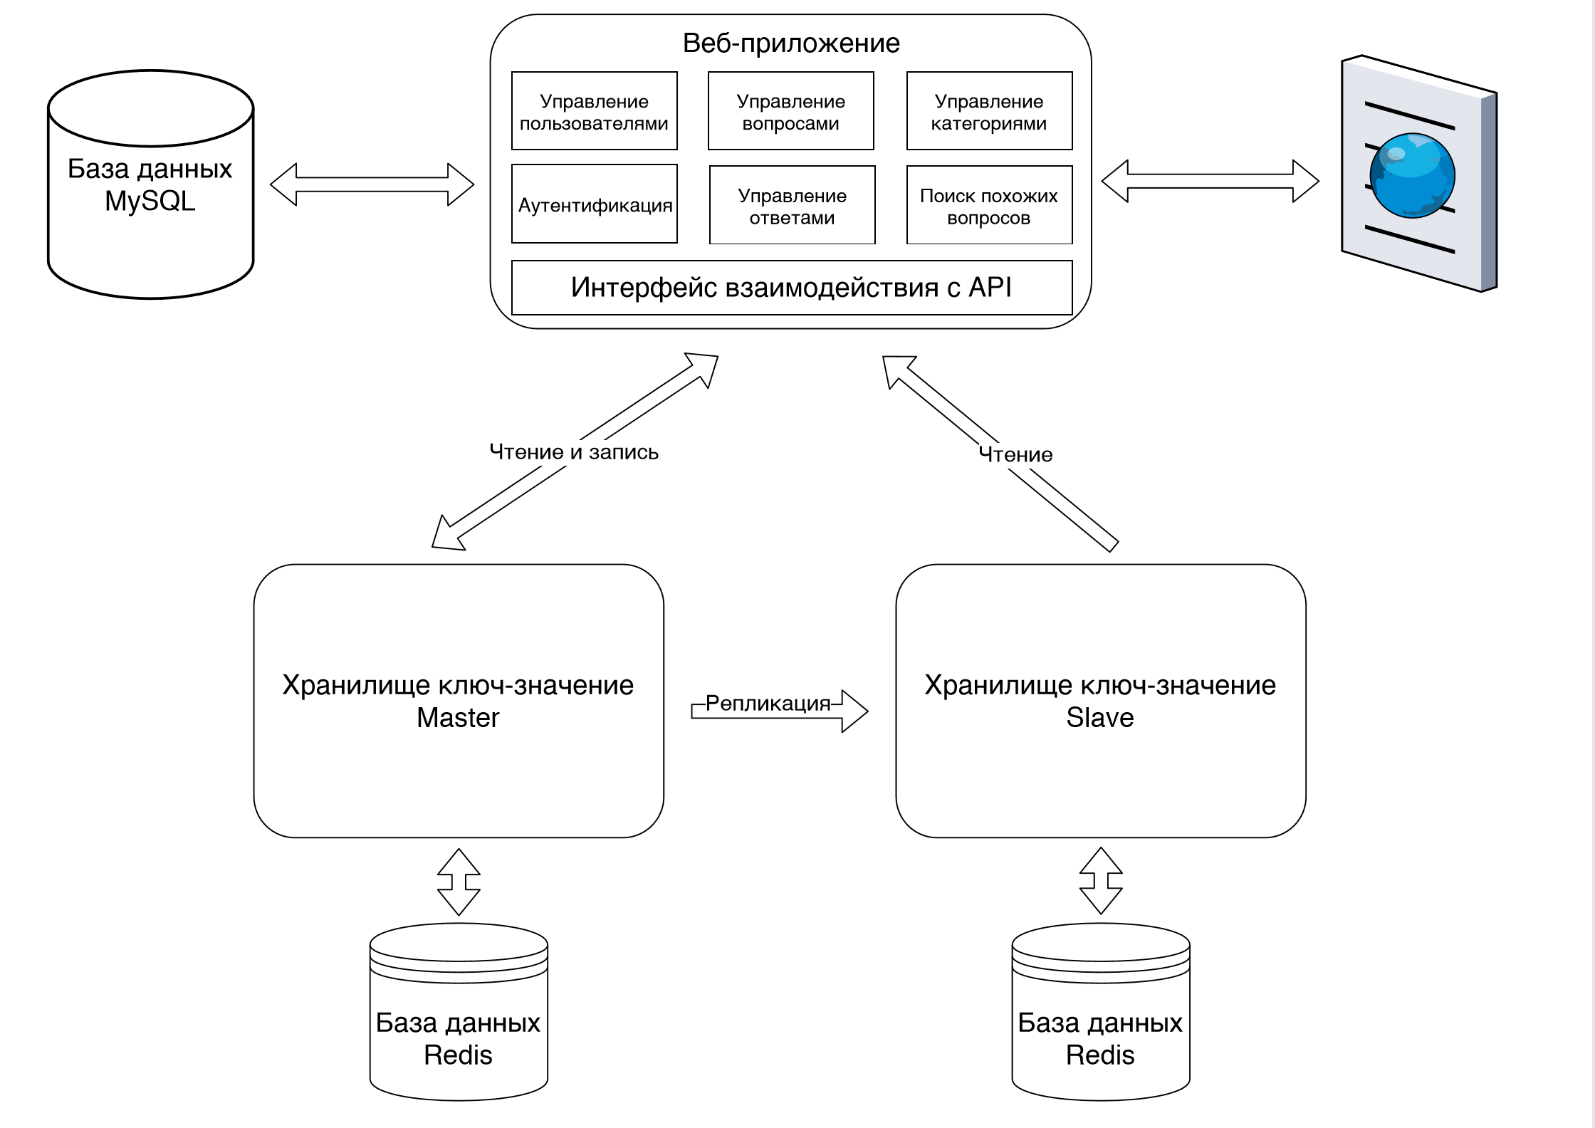 Веб-приложение
Управление
пользователями
Управление
вопросами
Управление
категориями
База данных
MySQL
Аутентификация
Управление
ответами
Поиск похожих
вопросов
Интерфейс взаимодействия с API
Чтение и запись
Чтение
Хранилище ключ-значение
Master
Репликация
Хранилище ключ-значение
Slave
База данных
Redis
База данных
Redis